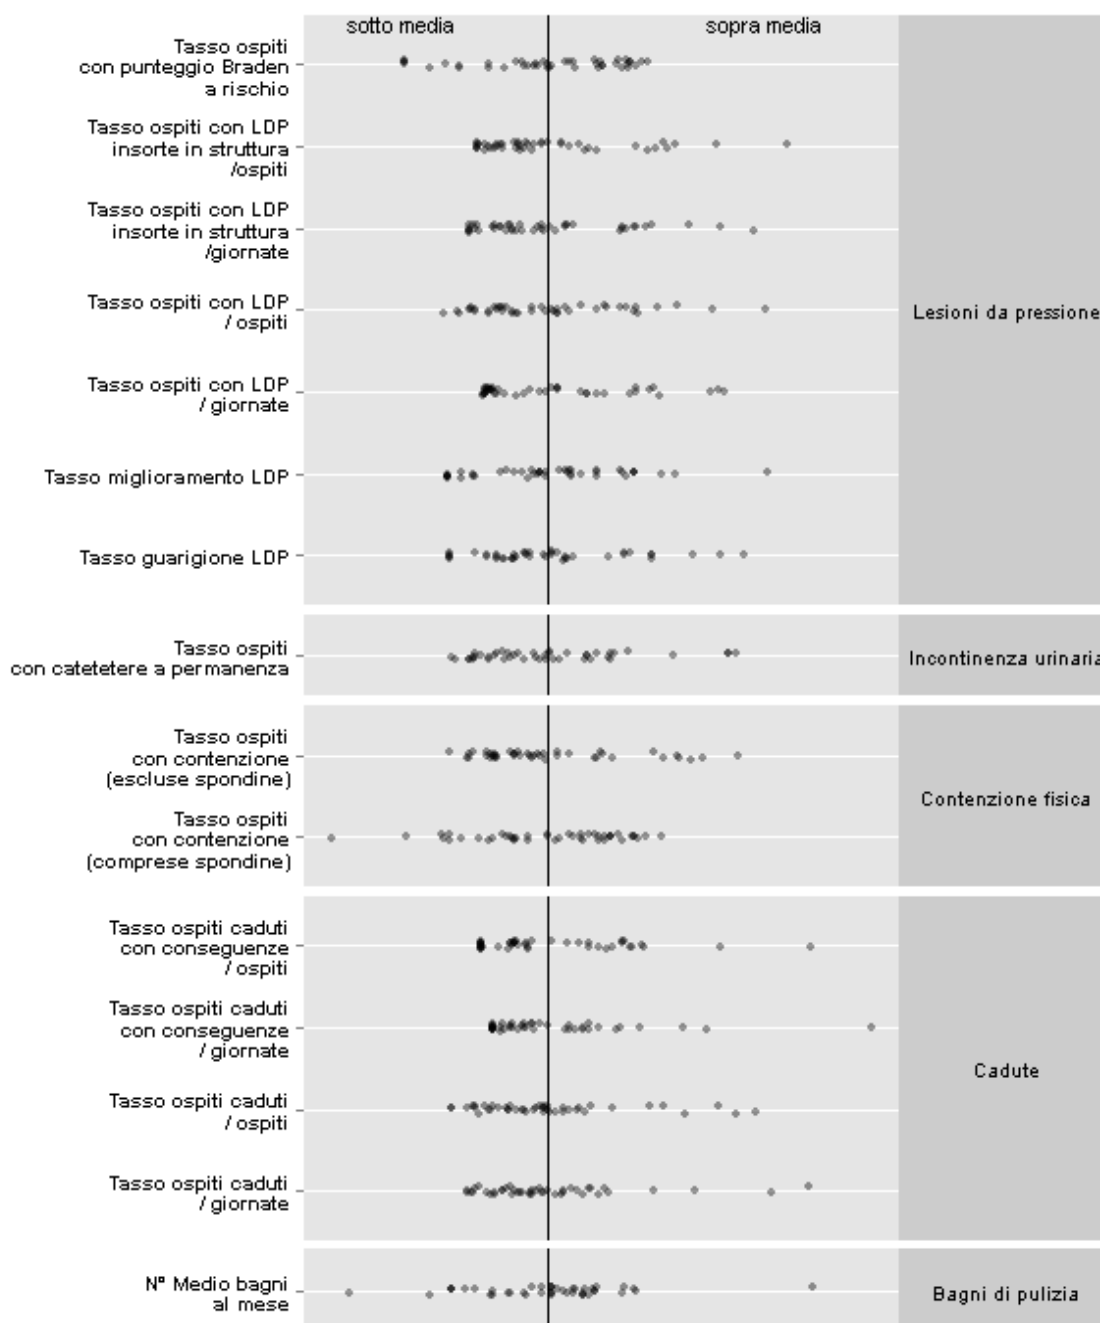 sotto media
sopra media
Tasso ospiti
con punteggio Braden
a rischio
Tasso ospiti con LDP
insorte in struttura
/ospiti
Tasso ospiti con LDP
insorte in struttura
/giornate
Tasso ospiti con LDP
/ ospiti
Tasso ospiti con LDP
/ giornate
Tasso miglioramento LDP
Tasso guarigione LDP
Lesioni da pressione
Tasso ospiti
con catetetere a permanenza
Incontinenza urinaria
Tasso ospiti
con contenzione
(escluse spondine)
Tasso ospiti
con contenzione
(comprese spondine)
Contenzione fisica
Tasso ospiti caduti
con conseguenze
/ ospiti
Tasso ospiti caduti
con conseguenze
/ giornate
Tasso ospiti caduti
/ ospiti
Tasso ospiti caduti
/ giornate
Cadute
N° Medio bagni
al mese
Bagni di pulizia